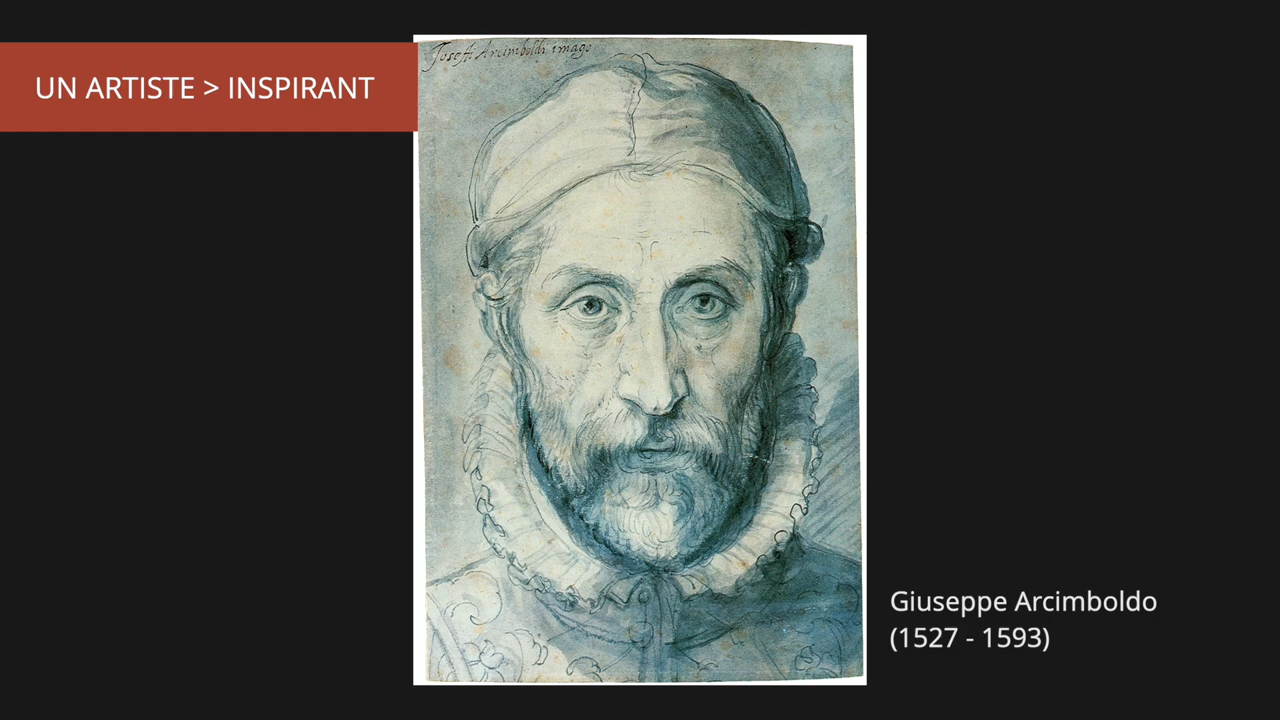 UN ARTISTE > INSPIRANT
Josefi Arcimboldi imago
Giuseppe Arcimboldo
(1527 - 1593)